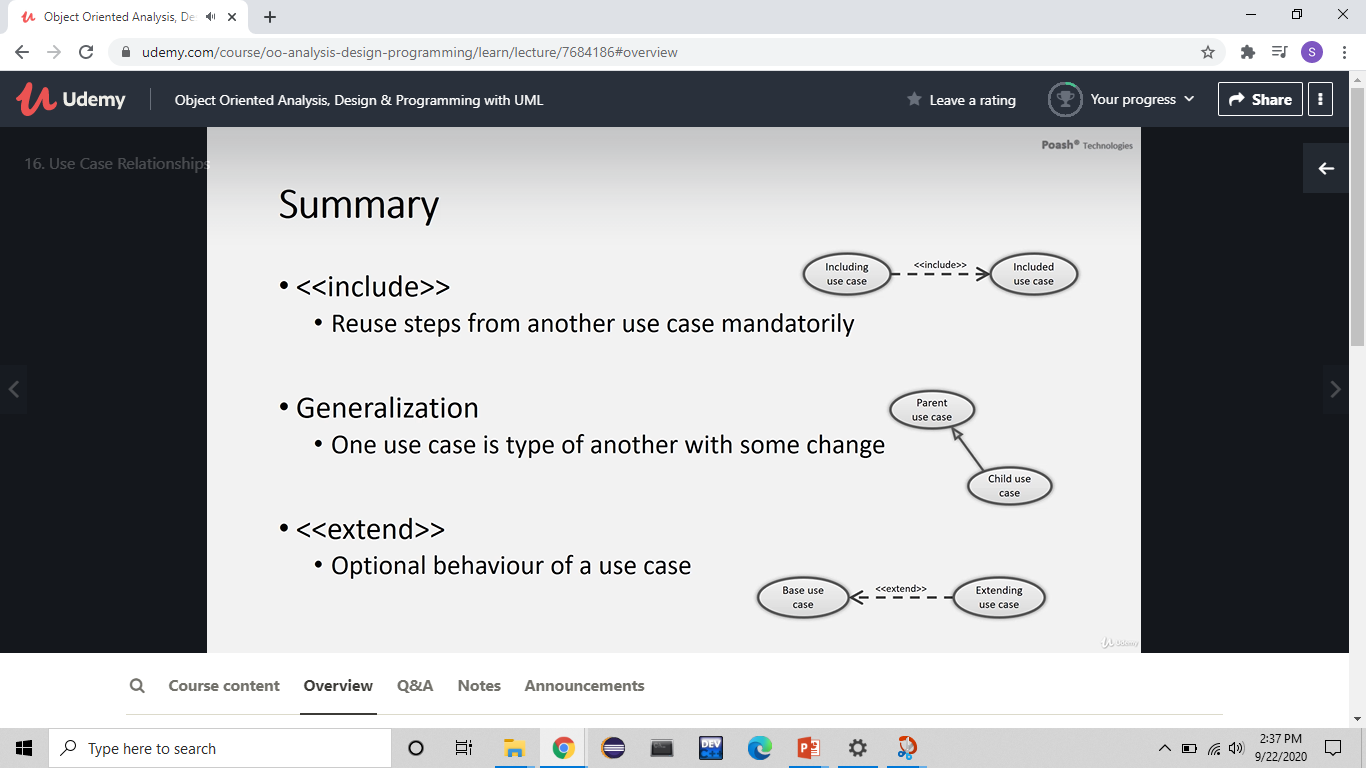 Object Oriented Analysis, De
udemy.com/course/oo-analysis-design-programming/learn/lecture/7684186#overview
S
Udemy
Object Oriented Analysis, Design & Programming with UML
Leave a rating
Your progress
Share
Poash® Technologies
16. Use Case Relationships
Summary
• <<include>>
• Reuse steps from another use case mandatorily
Including
use case
<<include>>
Included
use case
• Generalization
• One use case is type of another with some change
Parent
use case
Child use
case
• <<extend>>
• Optional behaviour of a use case
Base use
case
<<extend>>
Extending
use case
Udemy
Course content
Overview
Q&A
Notes
Announcements
Type here to search
DEV
C++
P
2:37 PM
9/22/2020